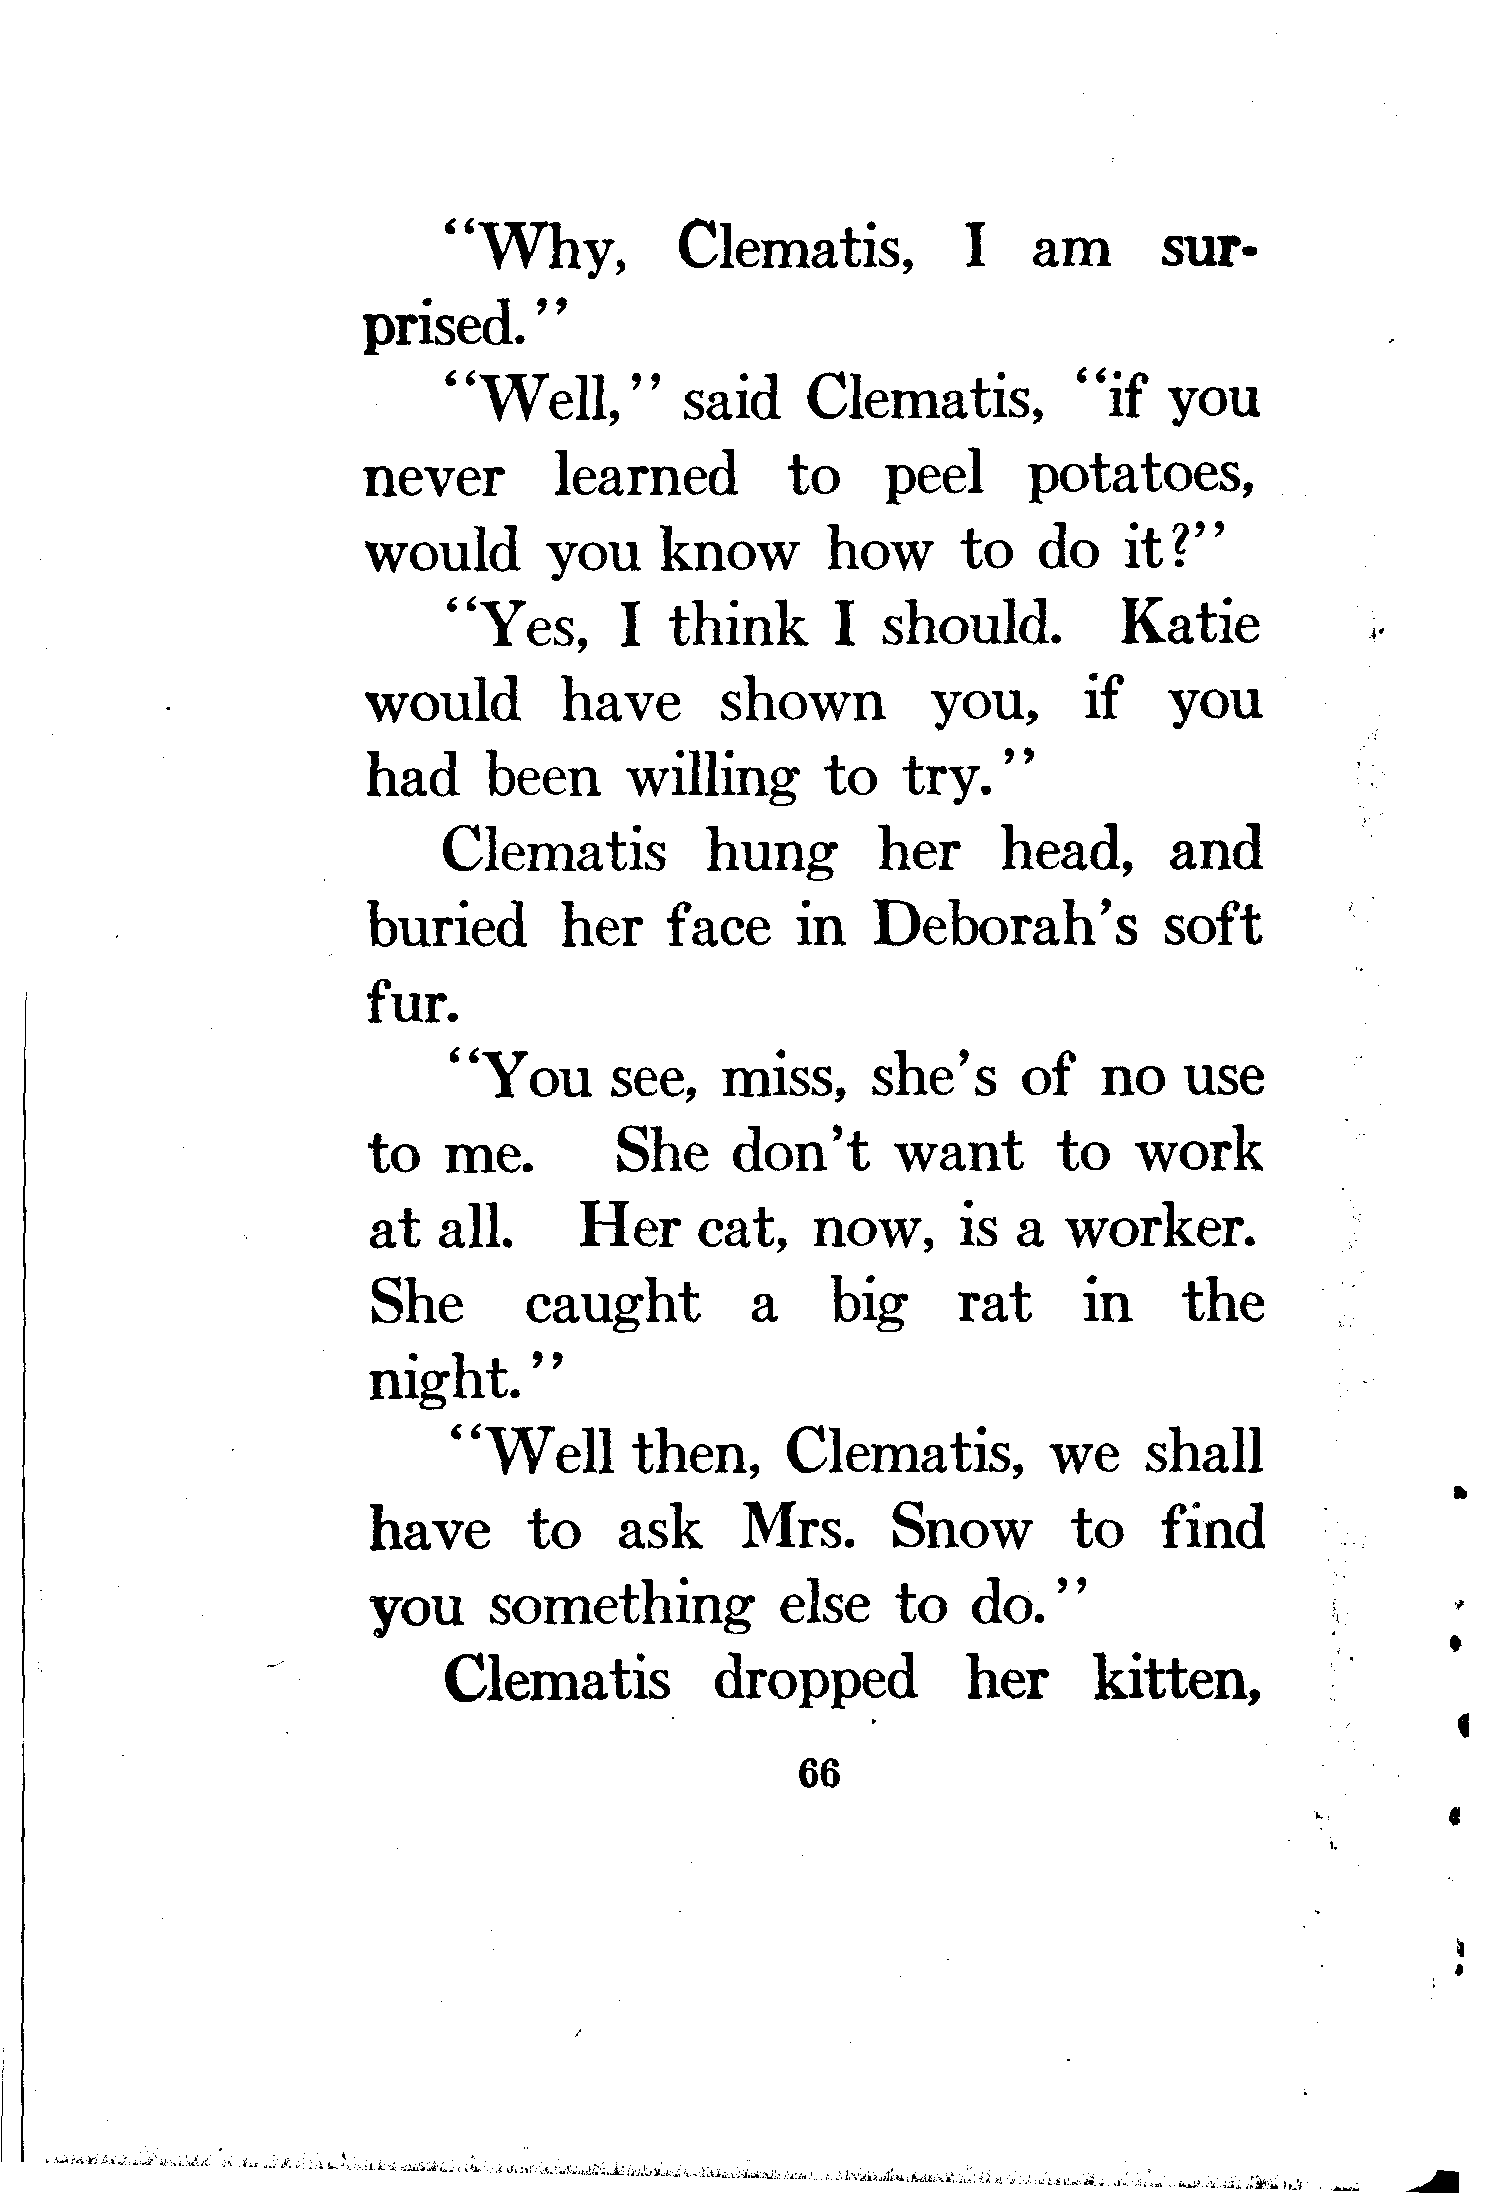 “Why, Clematis, I am sur-
prised.”
“Well,” said Clematis, “if you
never learned to peel potatoes,
would you know how to do it?”
“Yes, I think I should. Katie
would have shown you, if you
had been willing to try.”
Clematis hung her head, and
buried her face in Deborah’s soft
fur.
“You see, miss, she’s of no use
to me. She don’t want to work
at all. Her cat, now, is a worker.
She caught a big rat in the
night.”
“Well then, Clematis, we shall
have to ask Mrs. Snow to find
you something else to do.”
Clematis dropped her kitten,
66